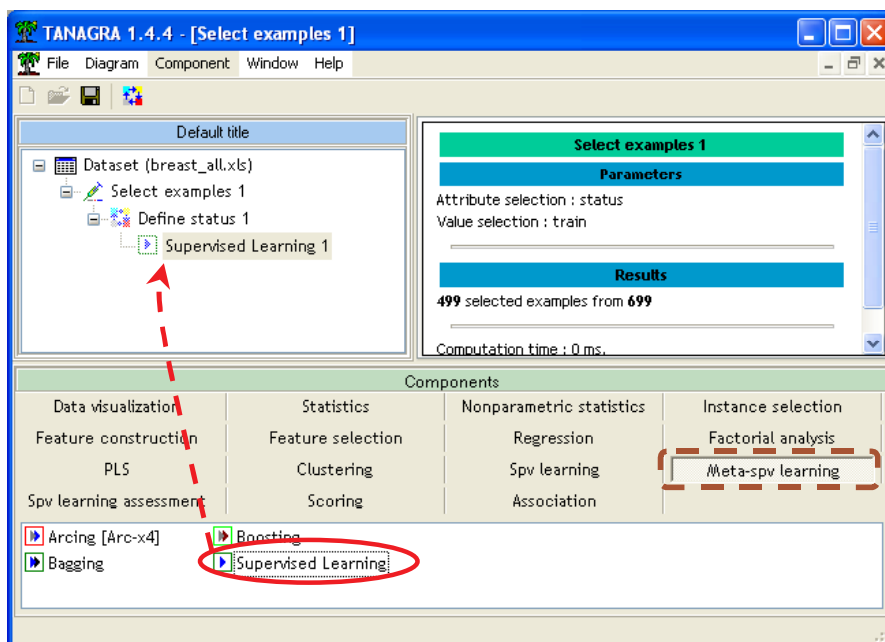 TANAGRA 1.4.4 - [Select examples 1]
File Diagram Component Window Help
Default title
Dataset (breast_all.xls)
Select examples 1
Define status 1
Supervised Learning 1
Select examples 1
Parameters
Attribute selection : status
Value selection : train
Results
499 selected examples from 699
Computation time : 0 ms.
Components
Data visualization Statistics Nonparametric statistics Instance selection
Feature construction Feature selection Regression Factorial analysis
PLS Clustering Spv learning Meta-spv learning
Spv learning assessment Scoring Association
Arcing [Arc-x4] Boosting
Bagging Supervised Learning